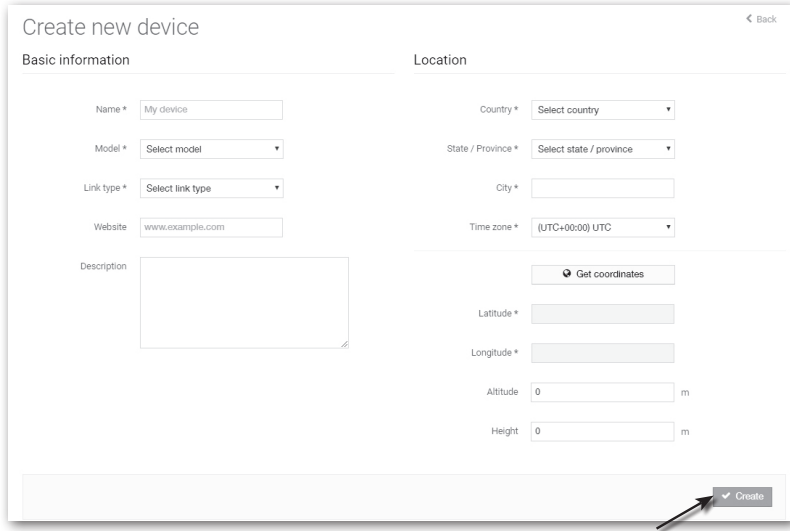 Create new device
Back
Basic information
Name *
My device
Model *
Select model
Link type *
Select link type
Website
www.example.com
Description
Location
Country *
Select country
State / Province *
Select state / province
City *
Time zone *
(UTC+00:00) UTC
Get coordinates
Latitude *
Longitude *
Altitude
0
m
Height
0
m
Create